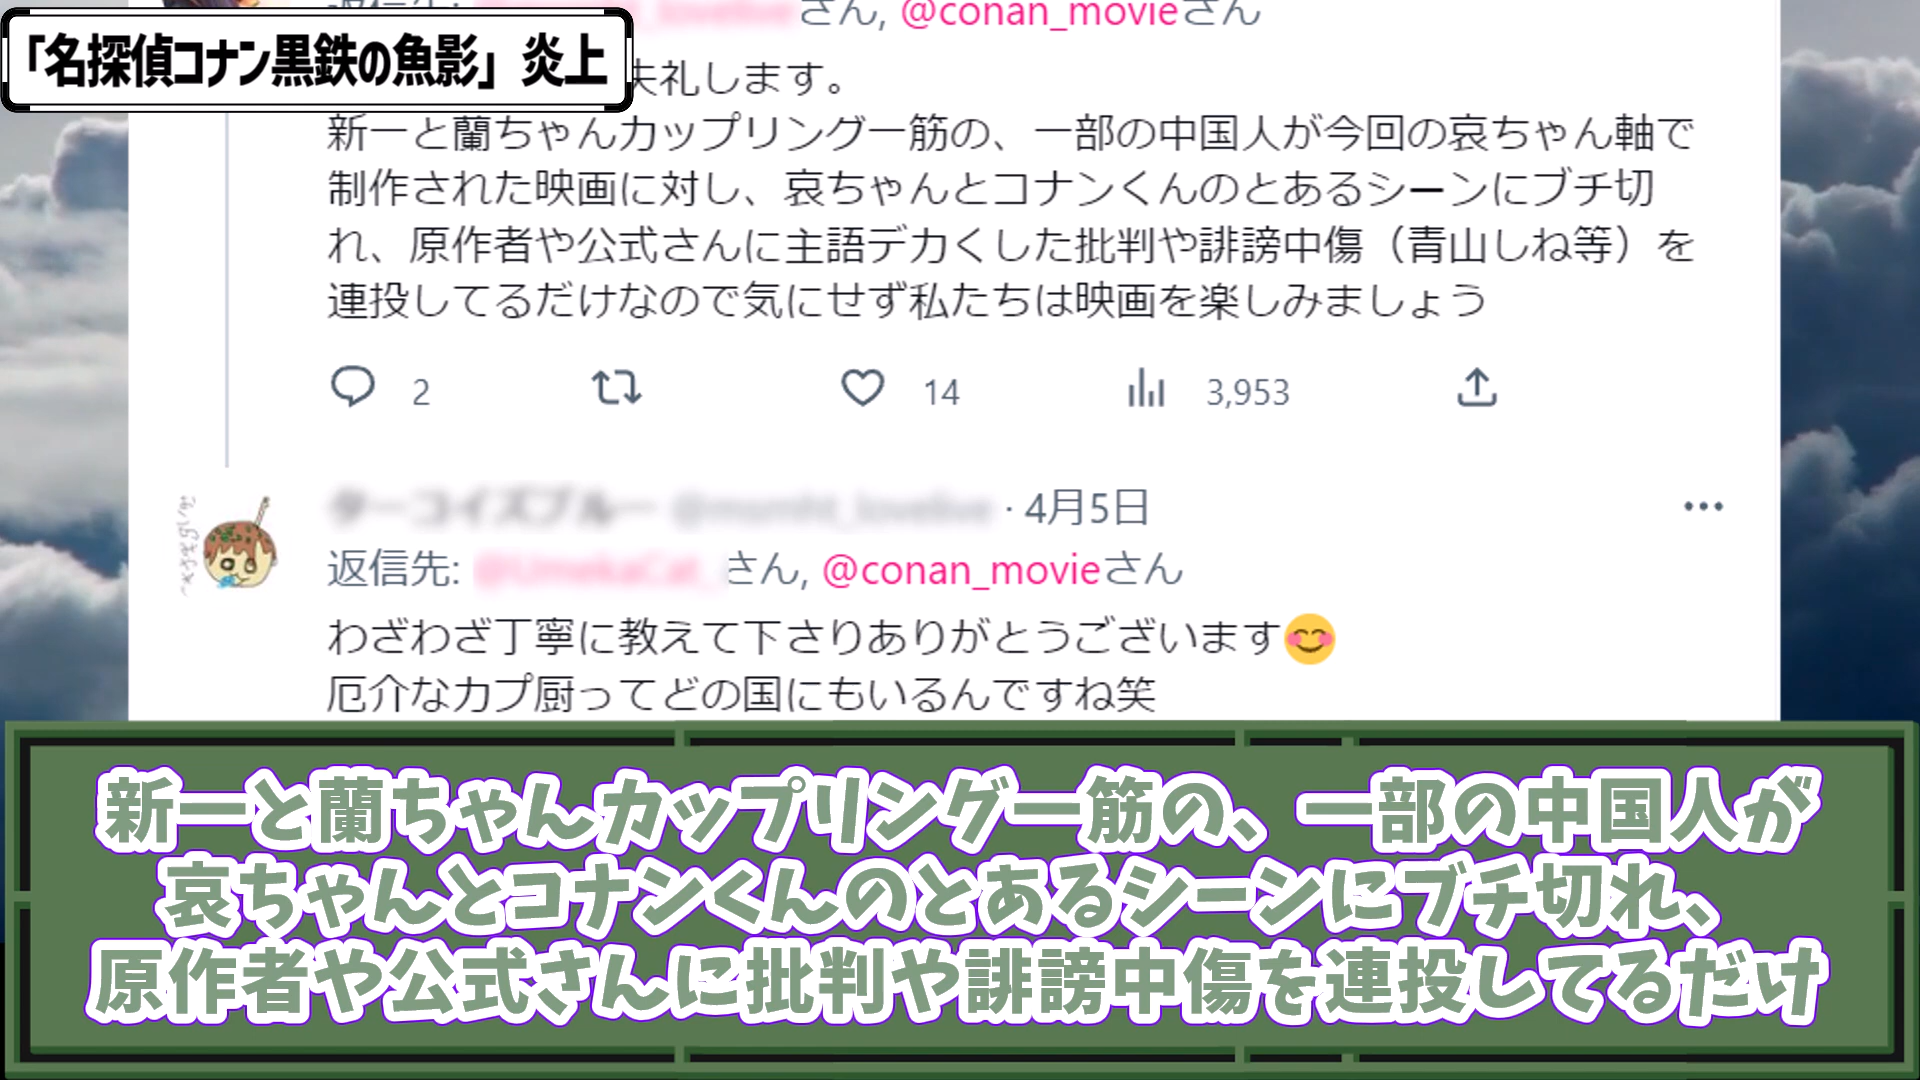 さん, @conan_movieさん
「名探偵コナン黒鉄の魚影」炎上
失礼します。
新一と蘭ちゃんカップリング一筋の、一部の中国人が今回の哀ちゃん軸で
制作された映画に対し、哀ちゃんとコナンくんのとあるシーンにブチ切
れ、原作者や公式さんに主語デカくした批判や誹謗中傷（青山しね等）を
連投してるだけなので気にせず私たちは映画を楽しみましょう
2 14 3,953
· 4月5日
返信先: さん, @conan_movieさん
わざわざ丁寧に教えて下さりありがとうございます😊
厄介なカプ厨ってどの国にもいるんですね笑
新一と蘭ちゃんカップリング一筋の、一部の中国人が
哀ちゃんとコナンくんのとあるシーンにブチ切れ、
原作者や公式さんに批判や誹謗中傷を連投してるだけ